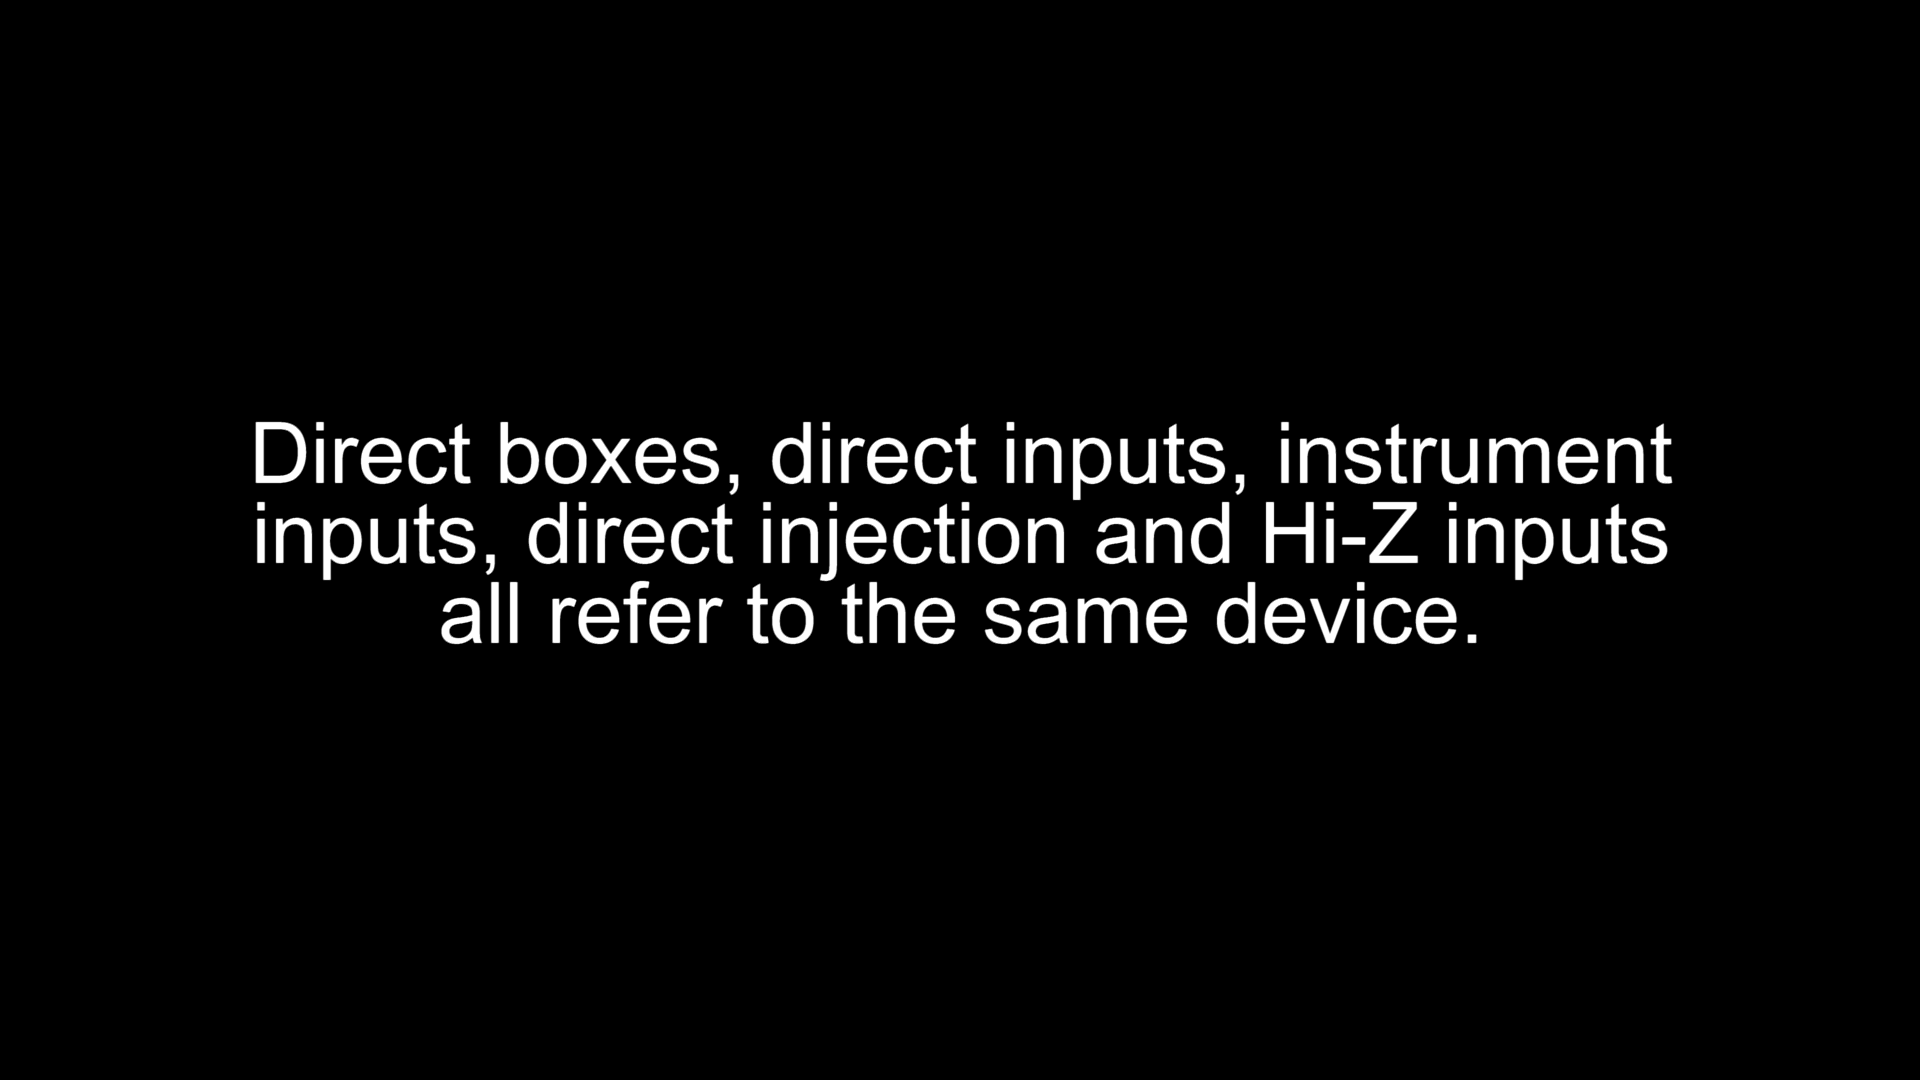 Direct boxes, direct inputs, instrument
inputs, direct injection and Hi-Z inputs
all refer to the same device.